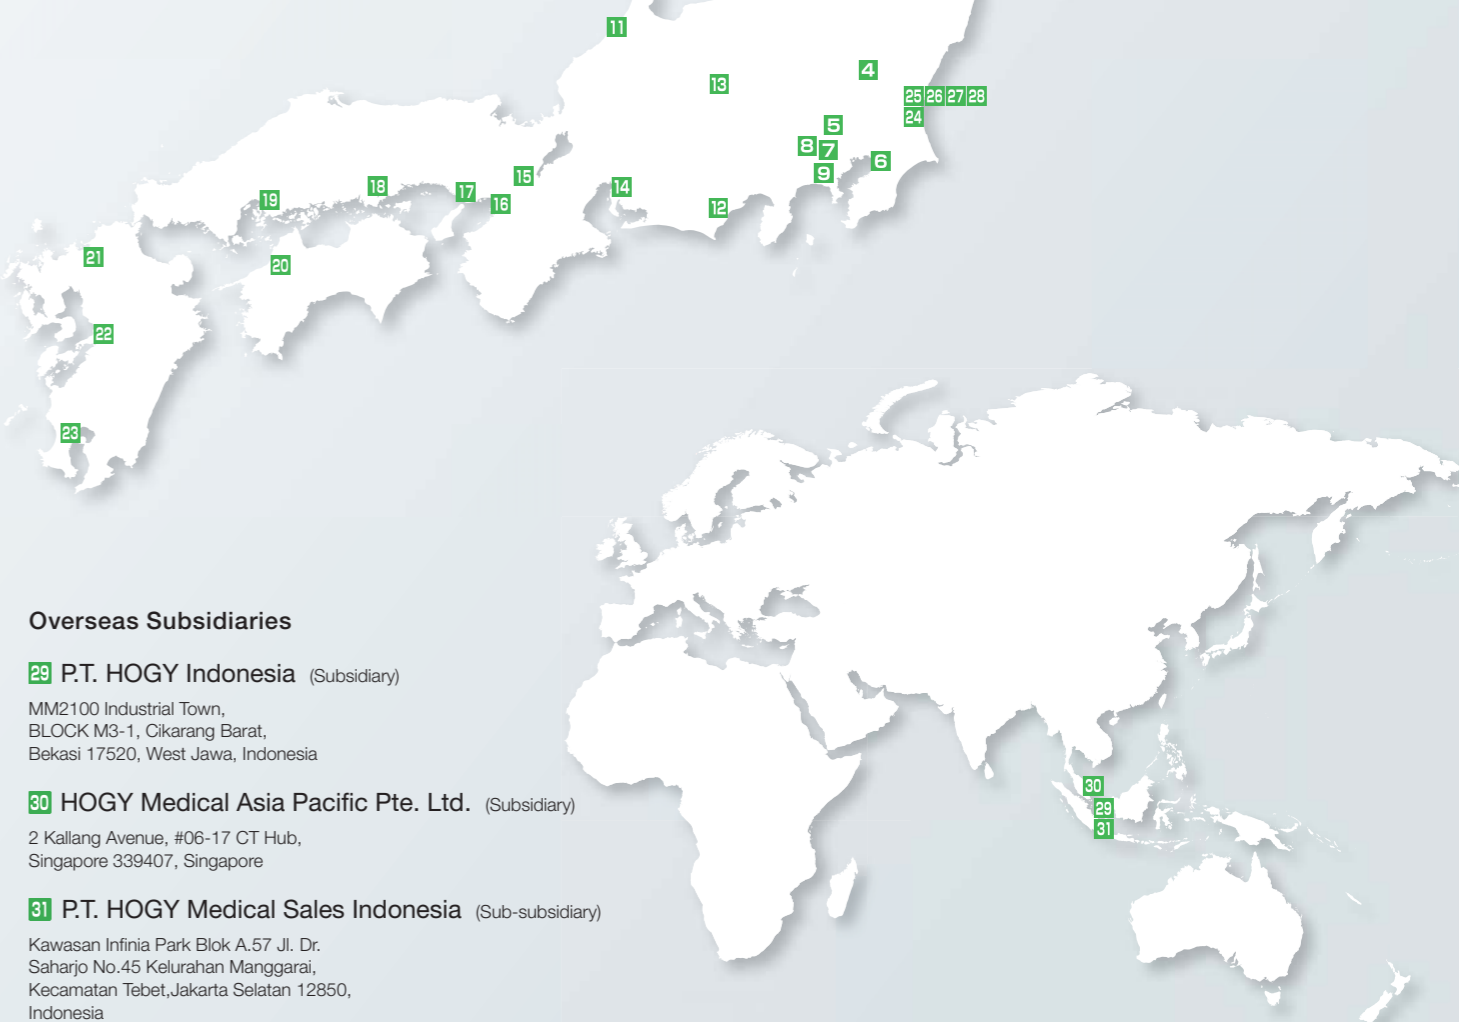 11
4
13
25 26 27 28
24
5
8 7
6
9
15
14
18
17
19
16
12
21
20
22
23
Overseas Subsidiaries
29 P.T. HOGY Indonesia (Subsidiary)
MM2100 Industrial Town,
BLOCK M3-1, Cikarang Barat,
Bekasi 17520, West Jawa, Indonesia
30 HOGY Medical Asia Pacific Pte. Ltd. (Subsidiary)
2 Kallang Avenue, #06-17 CT Hub,
Singapore 339407, Singapore
31 P.T. HOGY Medical Sales Indonesia (Sub-subsidiary)
Kawasan Infinia Park Blok A.57 Jl. Dr.
Saharjo No.45 Kelurahan Manggarai,
Kecamatan Tebet,Jakarta Selatan 12850,
Indonesia
30
29
31